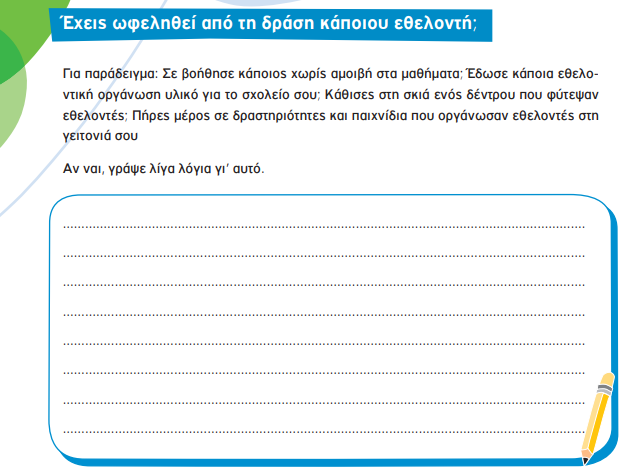 Έχεις ωφεληθεί από τη δράση κάποιου εθελοντή;
Για παράδειγμα: Σε βοήθησε κάποιος χωρίς αμοιβή στα μαθήματα; Έδωσε κάποια εθελο-
ντική οργάνωση υλικό για το σχολείο σου; Κάθισες στη σκιά ενός δέντρου που φύτεψαν
εθελοντές; Πήρες μέρος σε δραστηριότητες και παιχνίδια που οργάνωσαν εθελοντές στη
γειτονιά σου
Αν ναι, γράψε λίγα λόγια γι’ αυτό.